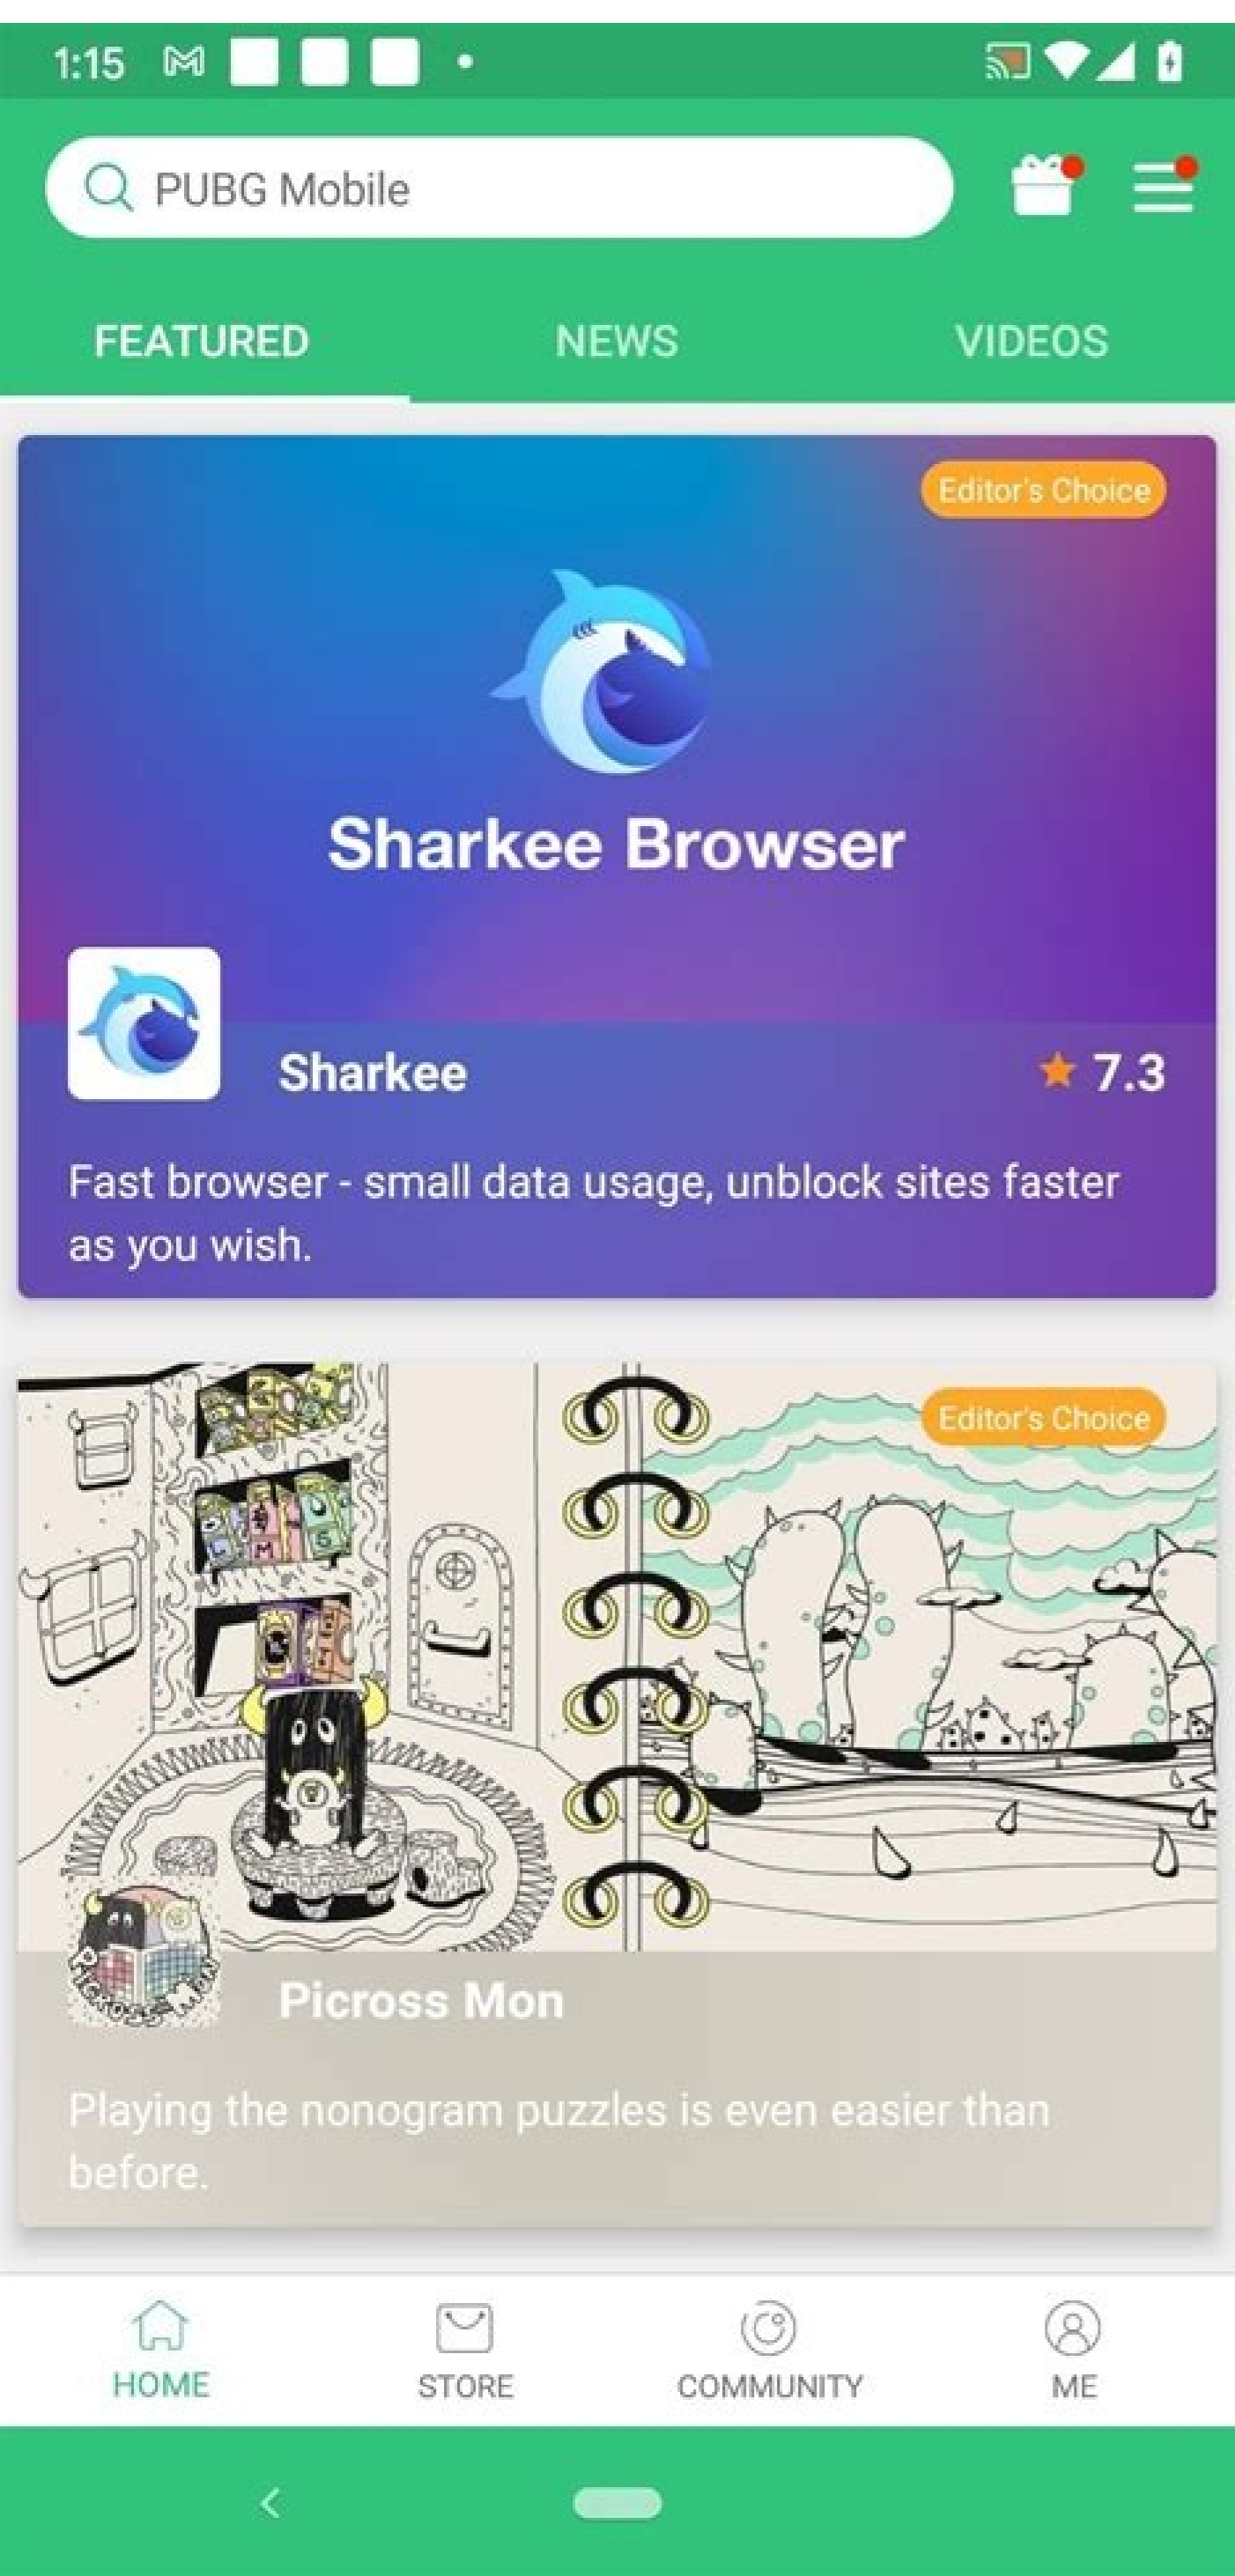 1:15
PUBG Mobile
FEATURED
NEWS
VIDEOS
Editor's Choice
Sharkee Browser
Sharkee
7.3
Fast browser - small data usage, unblock sites faster
as you wish.
Editor's Choice
L M S
PICROSS MON
Picross Mon
Playing the nonogram puzzles is even easier than
before.
HOME
STORE
COMMUNITY
ME